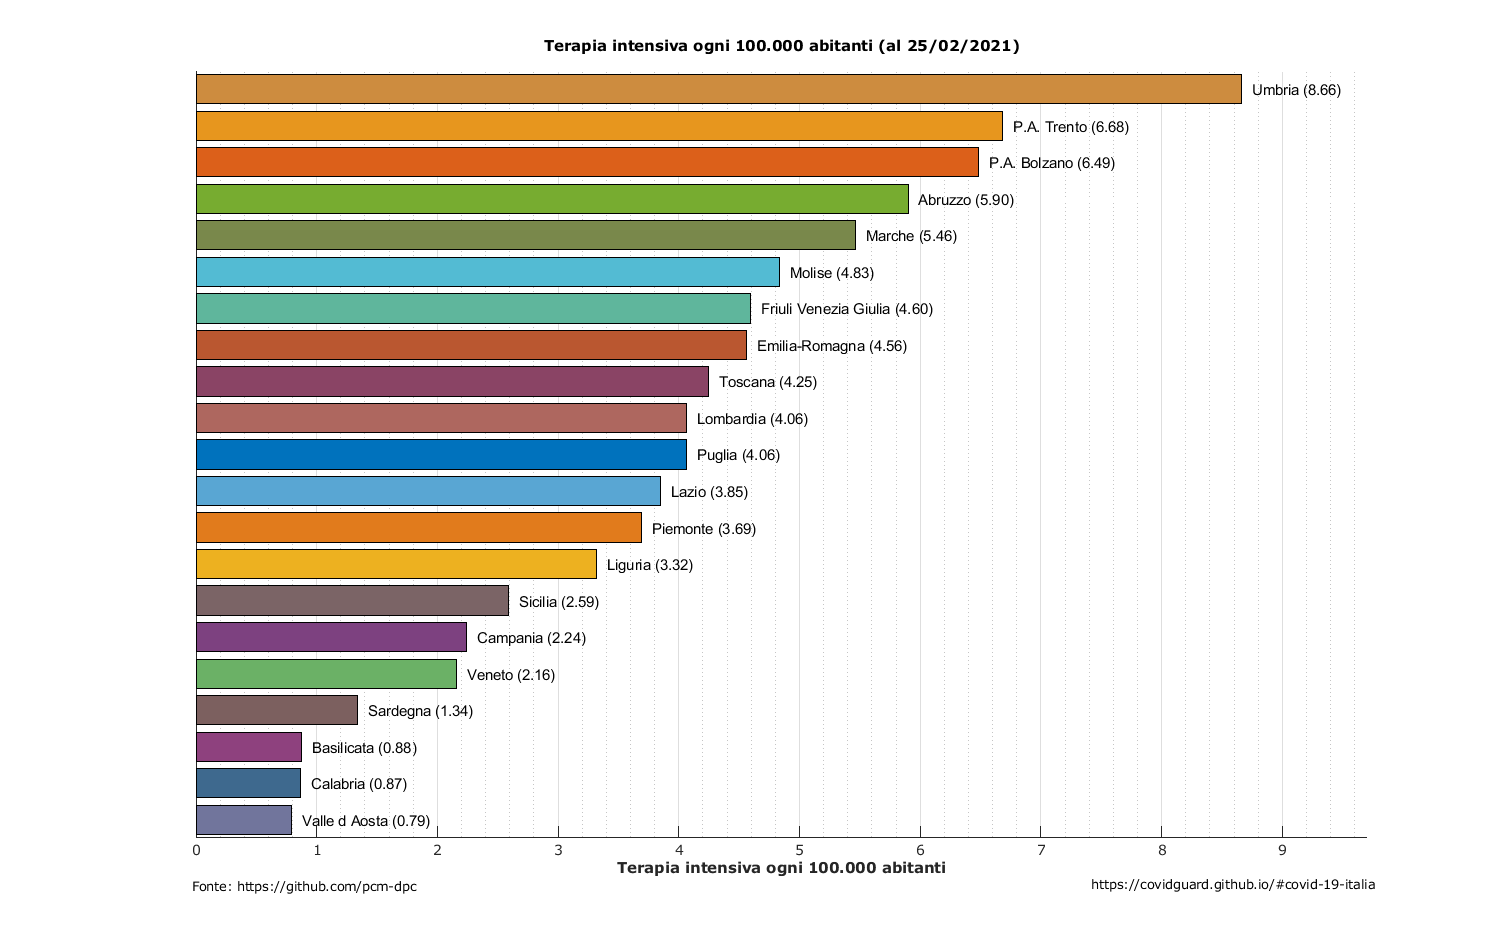 Terapia intensiva ogni 100.000 abitanti (al 25/02/2021)
Umbria (8.66)
P.A. Trento (6.68)
P.A. Bolzano (6.49)
Abruzzo (5.90)
Marche (5.46)
Molise (4.83)
Friuli Venezia Giulia (4.60)
Emilia-Romagna (4.56)
Toscana (4.25)
Lombardia (4.06)
Puglia (4.06)
Lazio (3.85)
Piemonte (3.69)
Liguria (3.32)
Sicilia (2.59)
Campania (2.24)
Veneto (2.16)
Sardegna (1.34)
Basilicata (0.88)
Calabria (0.87)
Valle d Aosta (0.79)
0 1 2 3 4 5 6 7 8 9
Terapia intensiva ogni 100.000 abitanti
Fonte: https://github.com/pcm-dpc
https://covidguard.github.io/#covid-19-italia